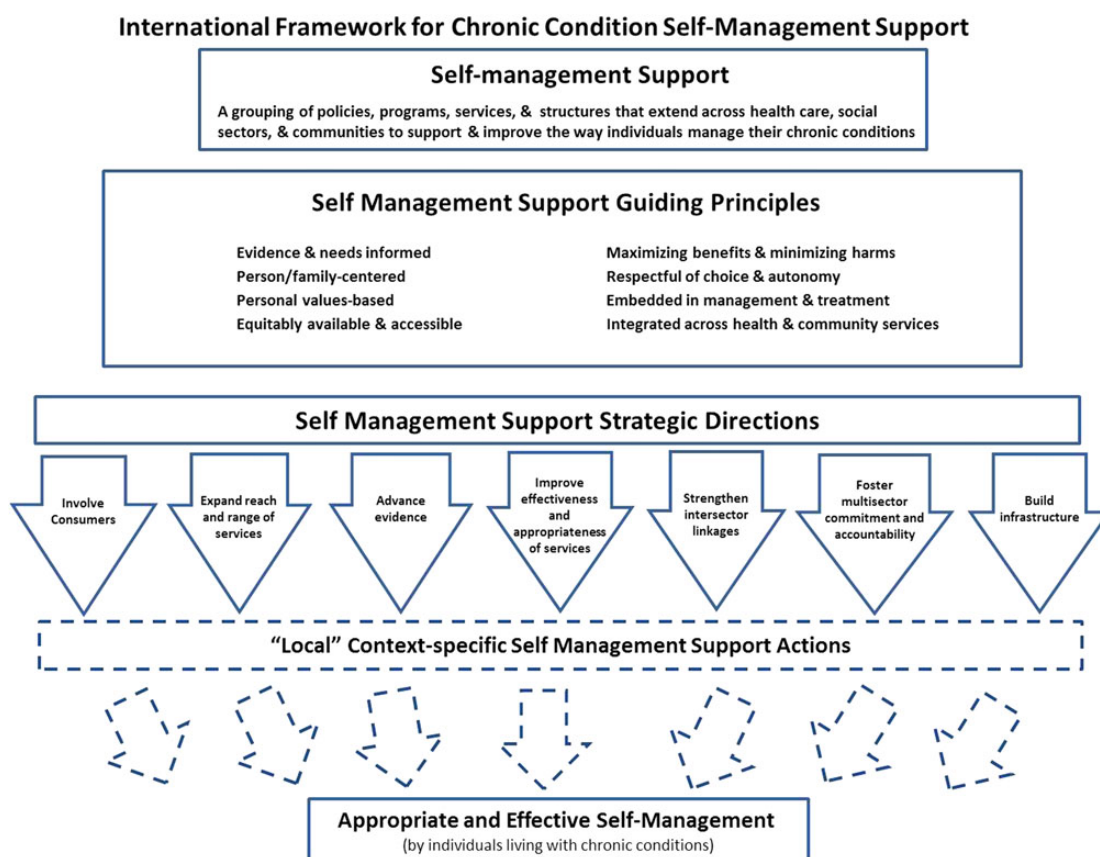 International Framework for Chronic Condition Self-Management Support
Self-management Support
A grouping of policies, programs, services, & structures that extend across health care, social
sectors, & communities to support & improve the way individuals manage their chronic conditions
Self Management Support Guiding Principles
Evidence & needs informed
Person/family-centered
Personal values-based
Equitably available & accessible
Maximizing benefits & minimizing harms
Respectful of choice & autonomy
Embedded in management & treatment
Integrated across health & community services
Self Management Support Strategic Directions
Involve
Consumers
Expand reach
and range of
services
Advance
evidence
Improve
effectiveness
and
appropriateness
of services
Strengthen
intersector
linkages
Foster
multisector
commitment and
accountability
Build
infrastructure
“Local” Context-specific Self Management Support Actions
Appropriate and Effective Self-Management
(by individuals living with chronic conditions)